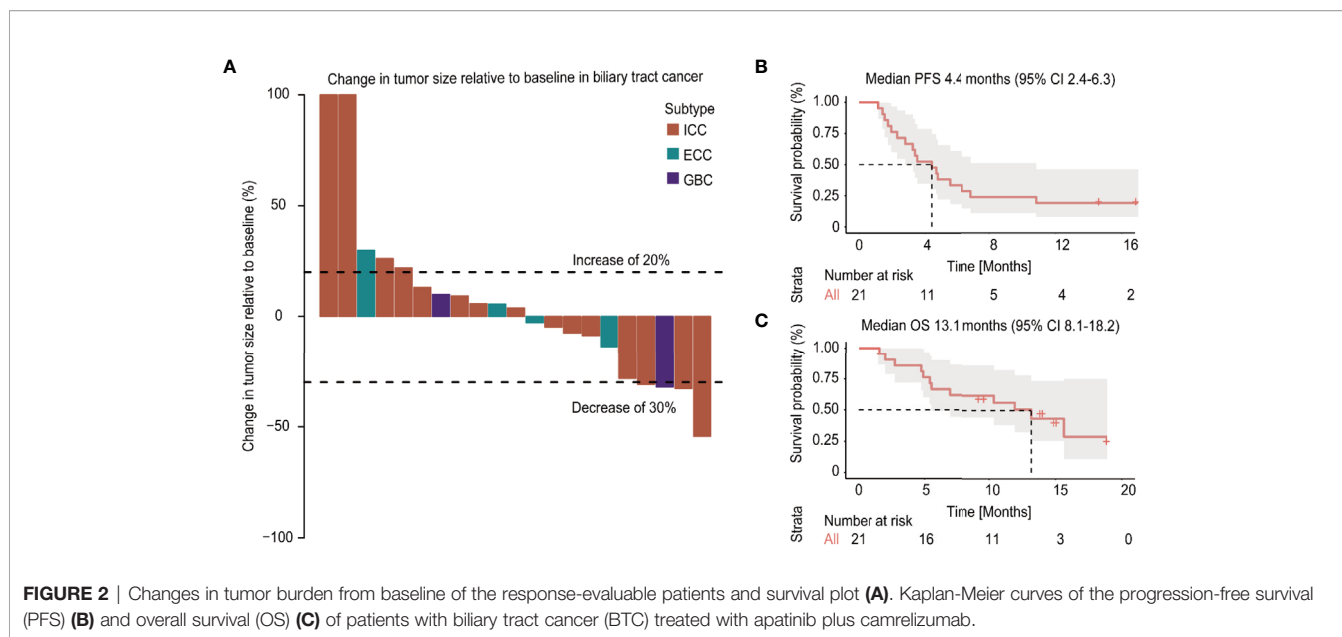 A
Change in tumor size relative to baseline in biliary tract cancer
Change in tumor size relative to baseline (%)
100
50
0
−50
−100
Subtype
ICC
ECC
GBC
Increase of 20%
Decrease of 30%
B
Median PFS 4.4 months (95% CI 2.4-6.3)
Survival probability (%)
1.00
0.75
0.50
0.25
0
0 4 8 12 16
Time [Months]
Strata
Number at risk
All 21 11 5 4 2
C
Median OS 13.1 months (95% CI 8.1-18.2)
Survival probability (%)
1.00
0.75
0.50
0.25
0
0 5 10 15 20
Time [Months]
Strata
Number at risk
All 21 16 11 3 0
FIGURE 2 | Changes in tumor burden from baseline of the response-evaluable patients and survival plot (A). Kaplan-Meier curves of the progression-free survival
(PFS) (B) and overall survival (OS) (C) of patients with biliary tract cancer (BTC) treated with apatinib plus camrelizumab.